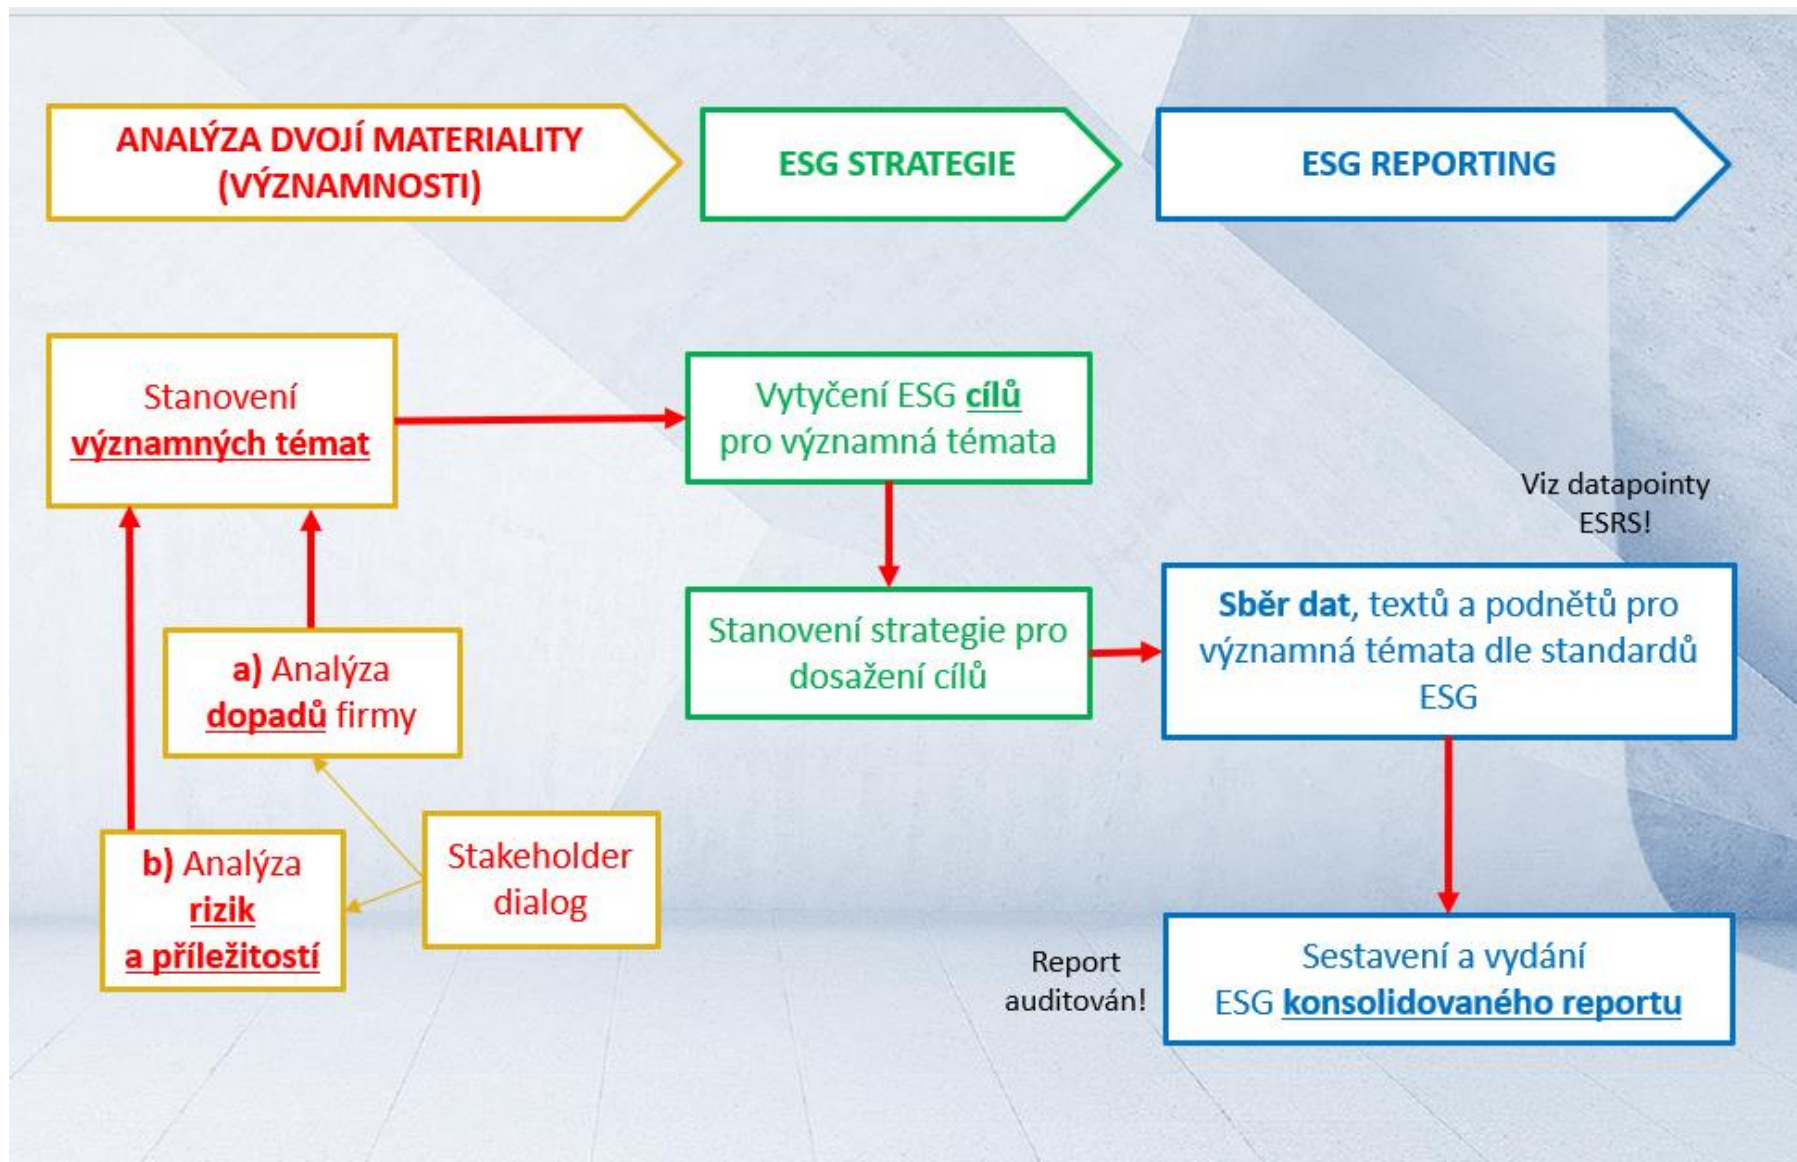 ANALÝZA DVOJÍ MATERIALITY
(VÝZNAMNOSTI)
ESG STRATEGIE
ESG REPORTING
Stanovení
významných témat
a) Analýza
dopadů firmy
b) Analýza
rizik
a příležitostí
Stakeholder
dialog
Vytyčení ESG cílů
pro významná témata
Stanovení strategie pro
dosažení cílů
Viz datapointy
ESRS!
Sběr dat, textů a podnětů pro
významná témata dle standardů
ESG
Report
auditován!
Sestavení a vydání
ESG konsolidovaného reportu